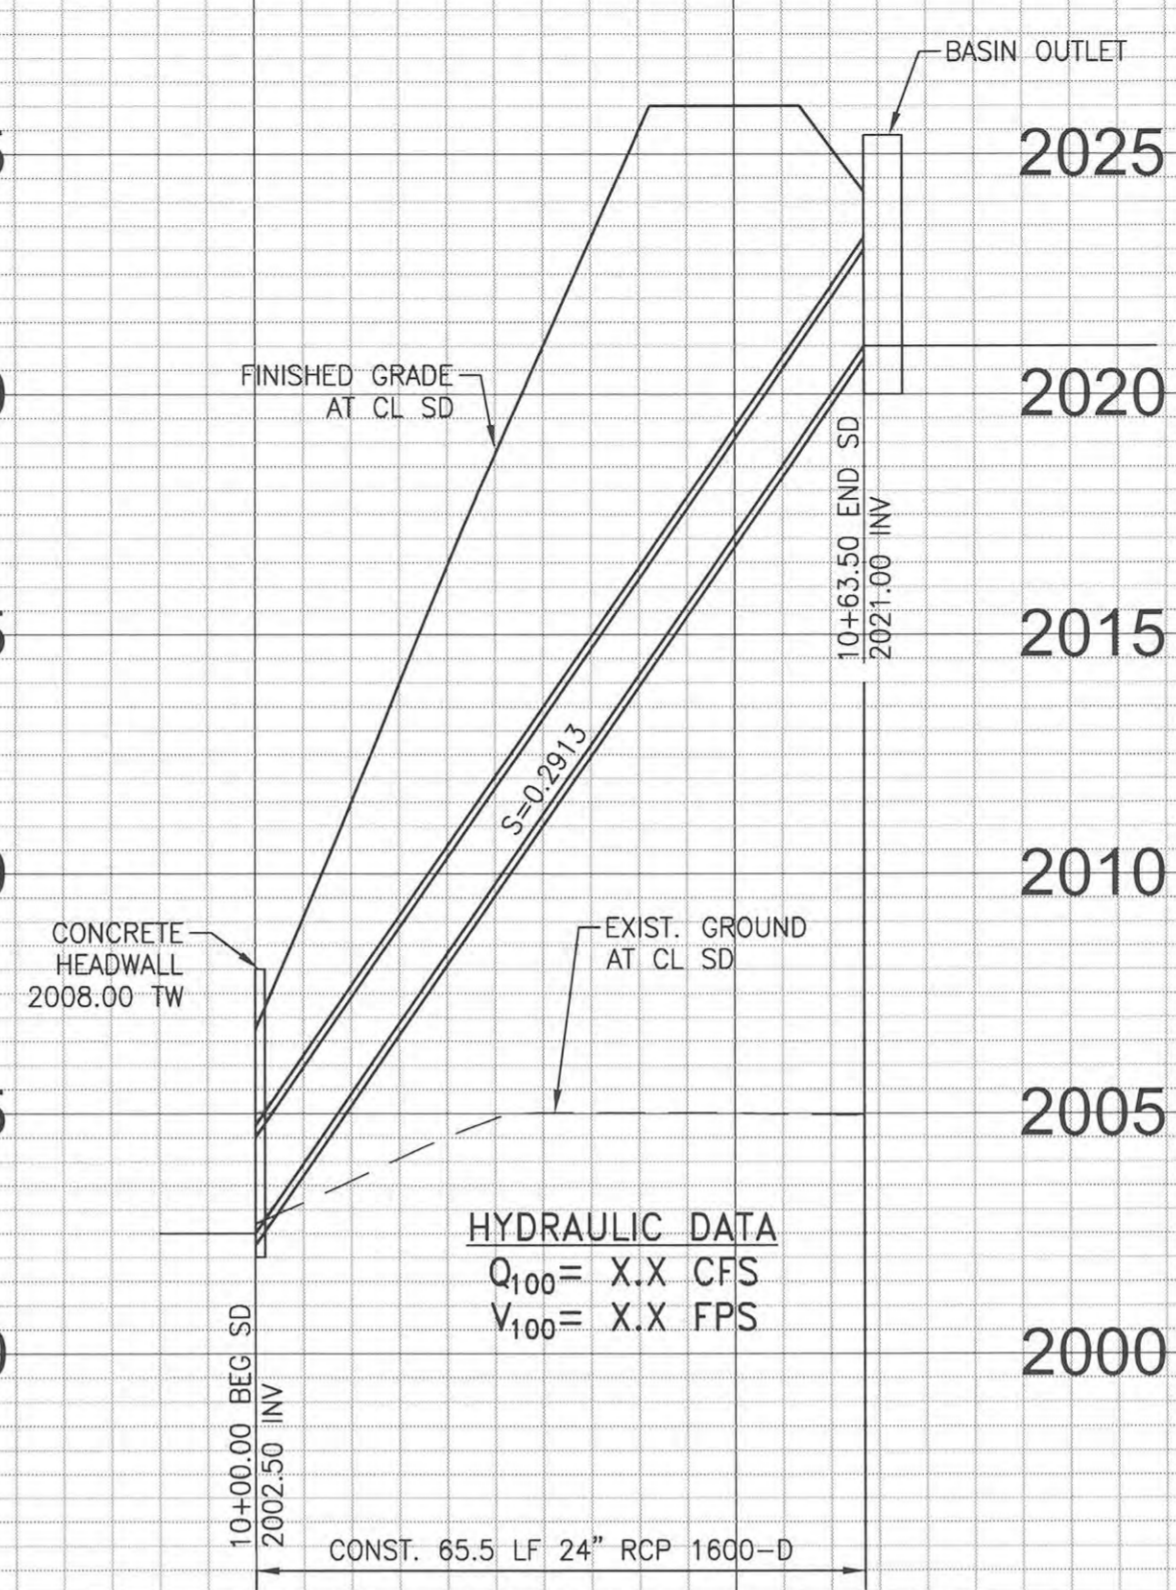 BASIN OUTLET
2025
FINISHED GRADE
AT CL SD
2020
10+63.50 END SD
2021.00 INV
2015
S=0.2913
2010
CONCRETE
HEADWALL
2008.00 TW
EXIST. GROUND
AT CL SD
2005
HYDRAULIC DATA
Q100= X.X CFS
V100= X.X FPS
2000
10+00.00 BEG SD
2002.50 INV
CONST. 65.5 LF 24" RCP 1600-D